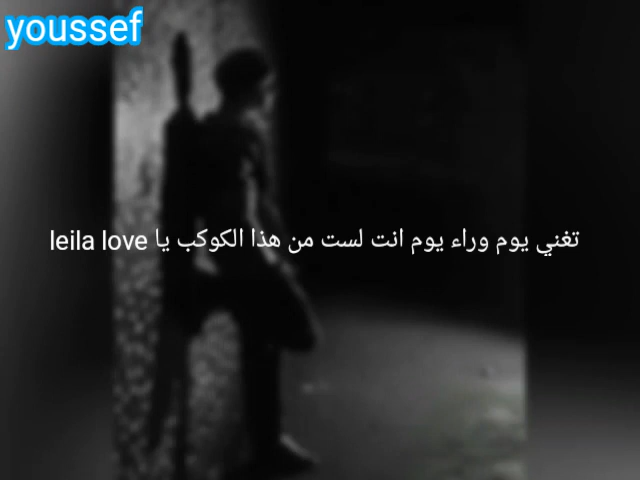 youssef
تغني يوم وراء يوم انت لست من هذا الكوكب يا leila love